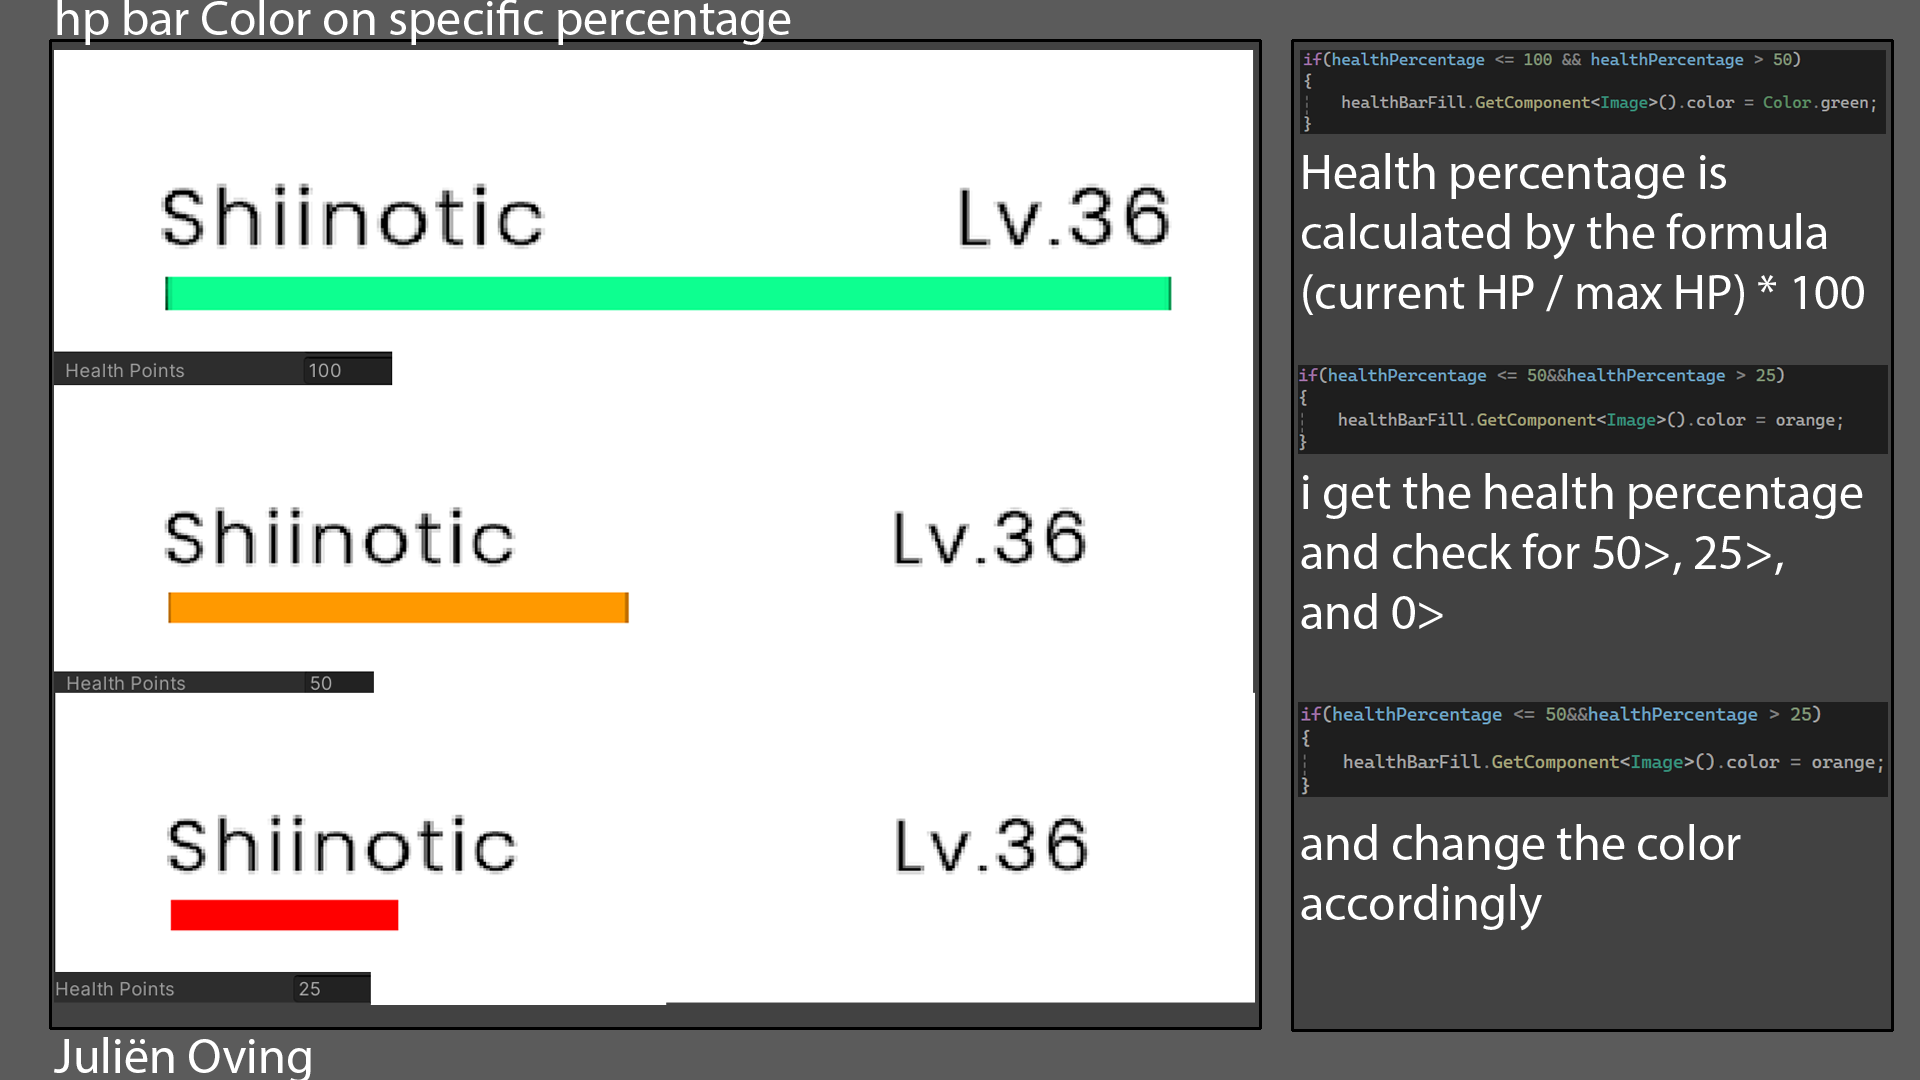 hp bar Color on specific percentage
Shiinotic Lv.36
Health Points 100
Shiinotic Lv.36
Health Points 50
Shiinotic Lv.36
Health Points 25
Juliën Oving
if(healthPercentage <= 100 && healthPercentage > 50)
{
healthBarFill.GetComponent<Image>().color = Color.green;
}
Health percentage is
calculated by the formula
(current HP / max HP) * 100
if(healthPercentage <= 50&&healthPercentage > 25)
{
healthBarFill.GetComponent<Image>().color = orange;
}
i get the health percentage
and check for 50>, 25>,
and 0>
if(healthPercentage <= 50&&healthPercentage > 25)
{
healthBarFill.GetComponent<Image>().color = orange;
}
and change the color
accordingly